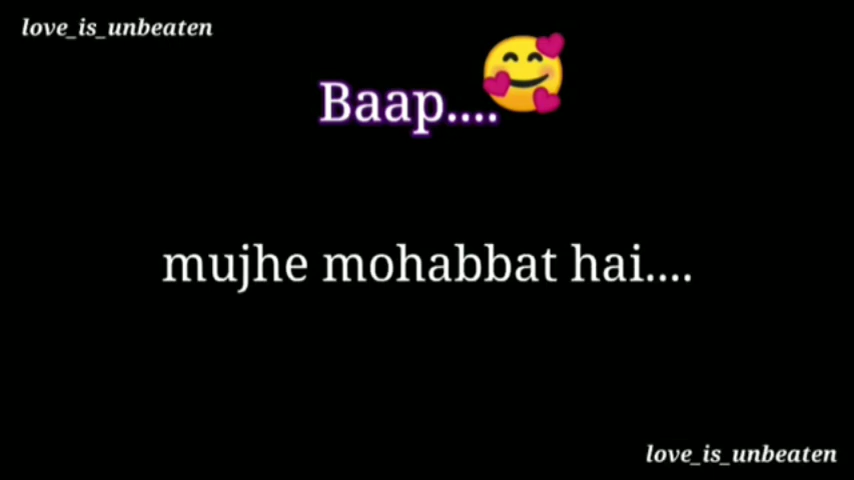 love_is_unbeaten
Baap....🥰
mujhe mohabbat hai....
love_is_unbeaten